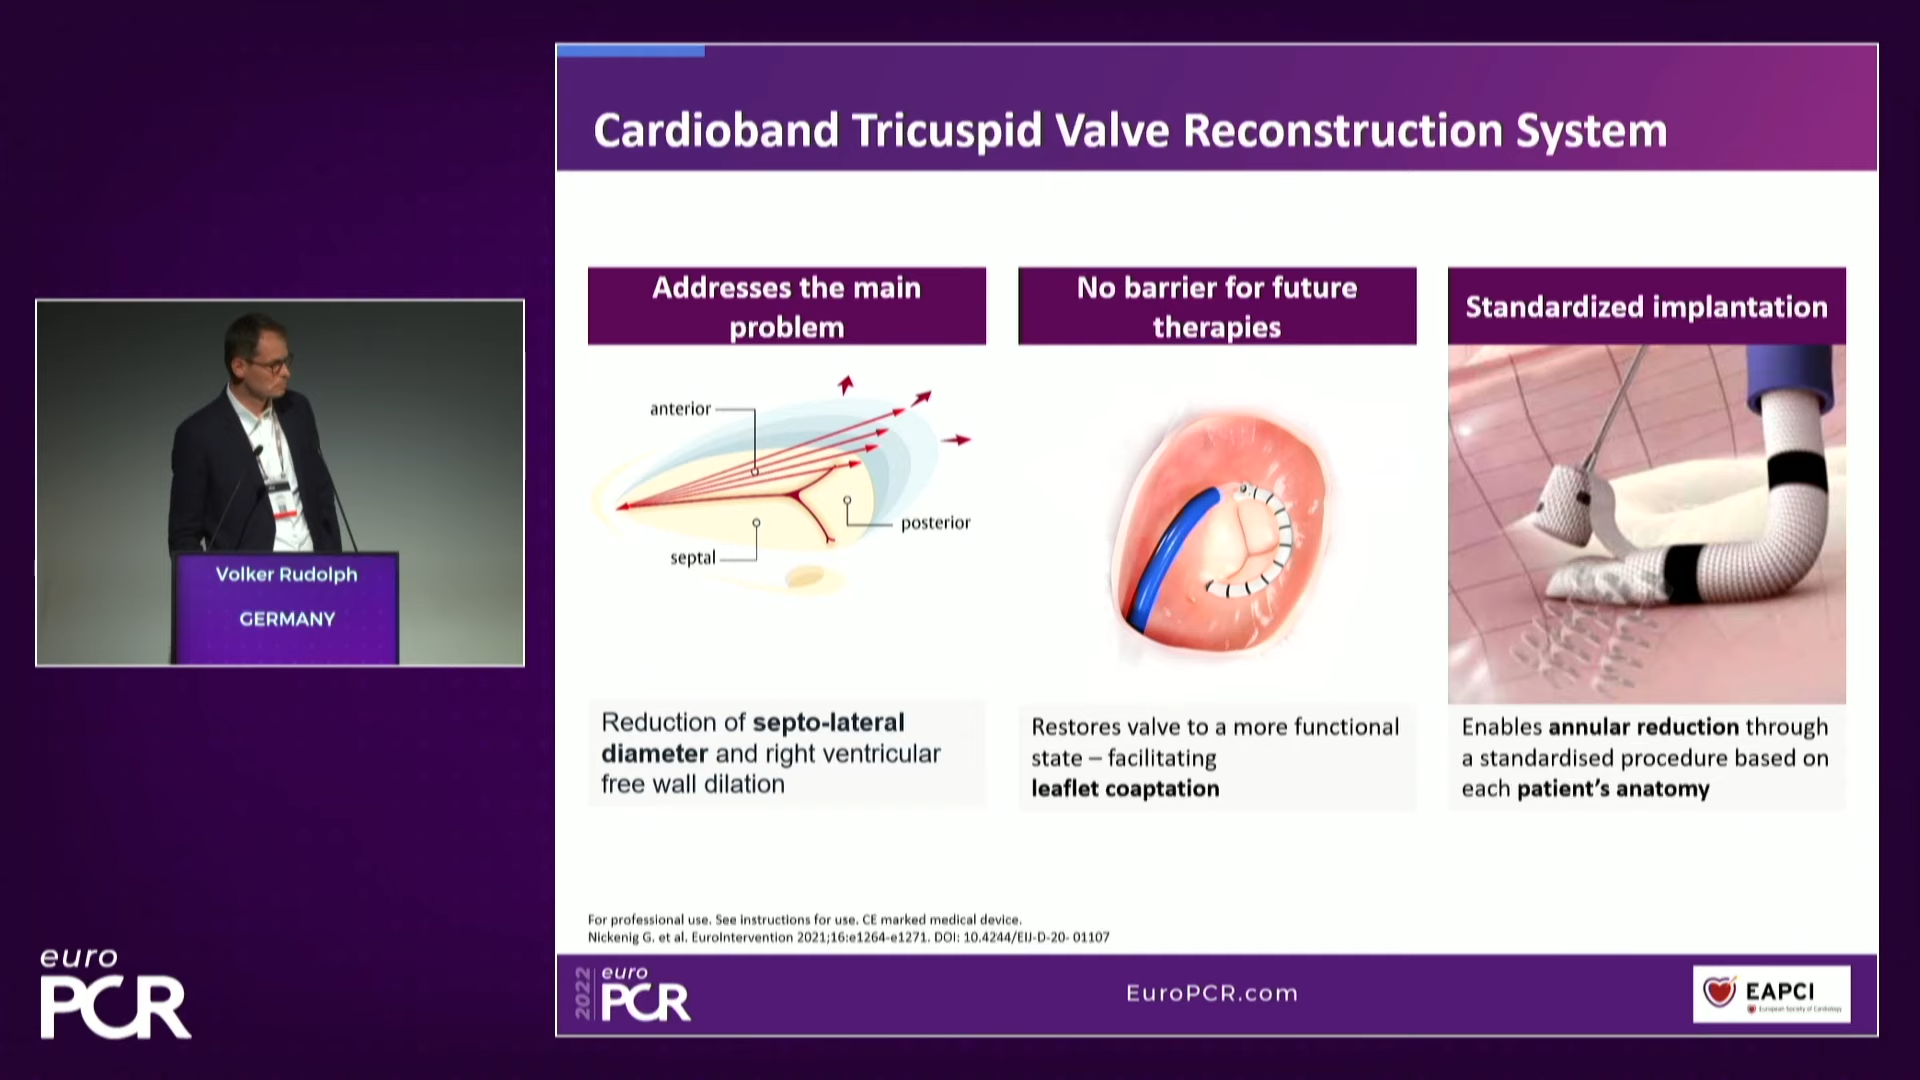 Cardioband Tricuspid Valve Reconstruction System
Addresses the main
problem
anterior
posterior
septal
Reduction of septo-lateral
diameter and right ventricular
free wall dilation
No barrier for future
therapies
Restores valve to a more functional
state – facilitating
leaflet coaptation
Standardized implantation
Enables annular reduction through
a standardised procedure based on
each patient's anatomy
For professional use. See instructions for use. CE marked medical device.
Nickenig G. et al. EuroIntervention 2021;16:e1264-e1271. DOI: 10.4244/EIJ-D-20- 01107
2022
euro
PCR
EuroPCR.com
EAPCI
European Society of Cardiology
Volker Rudolph
GERMANY
euro
PCR